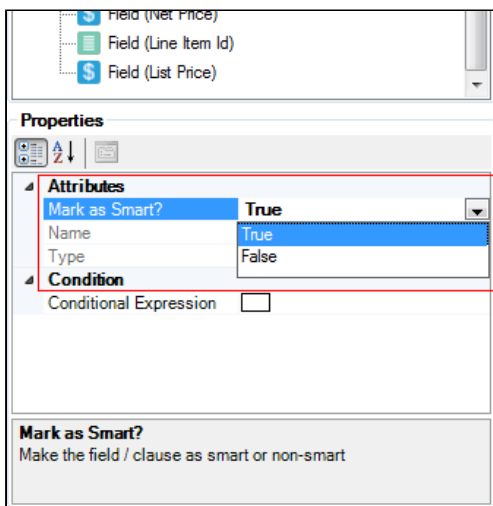 Field (Net Price)
Field (Line Item Id)
Field (List Price)
Properties
Attributes
Mark as Smart? True
Name True
Type False
Condition
Conditional Expression
Mark as Smart?
Make the field / clause as smart or non-smart